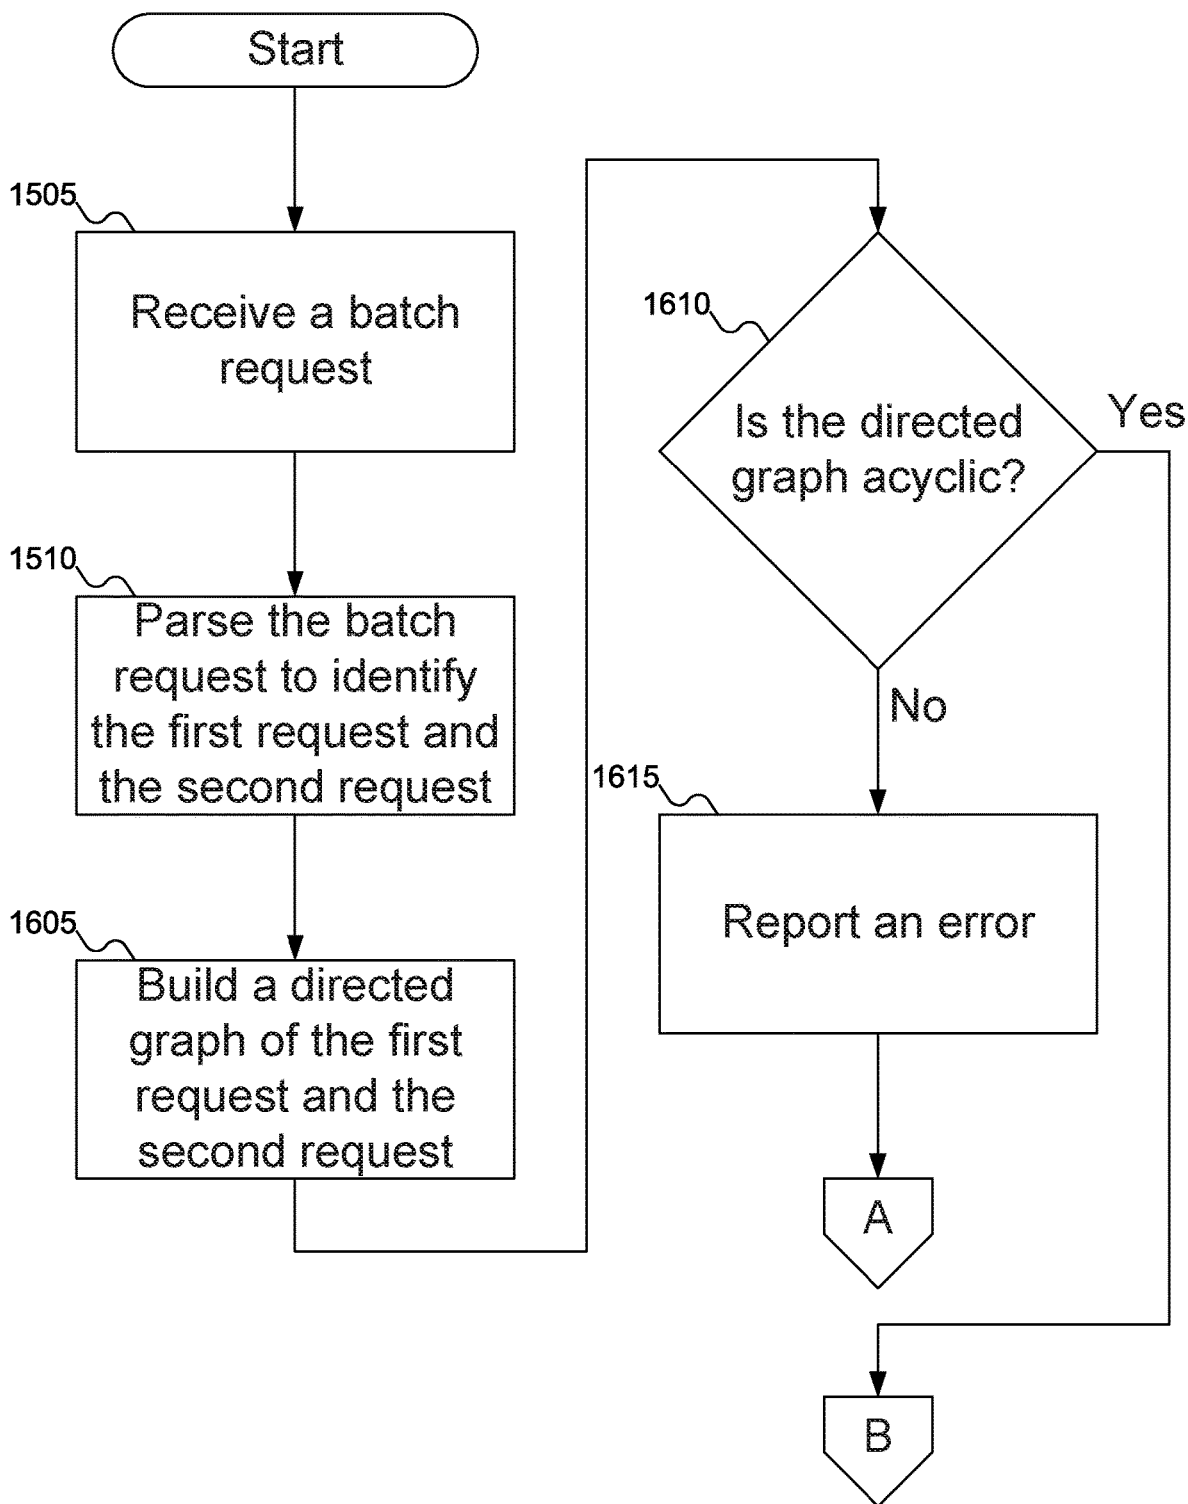 Start
1505
Receive a batch
request
1510
Parse the batch
request to identify
the first request and
the second request
1605
Build a directed
graph of the first
request and the
second request
1610
Is the directed
graph acyclic?
Yes
No
1615
Report an error
A
B